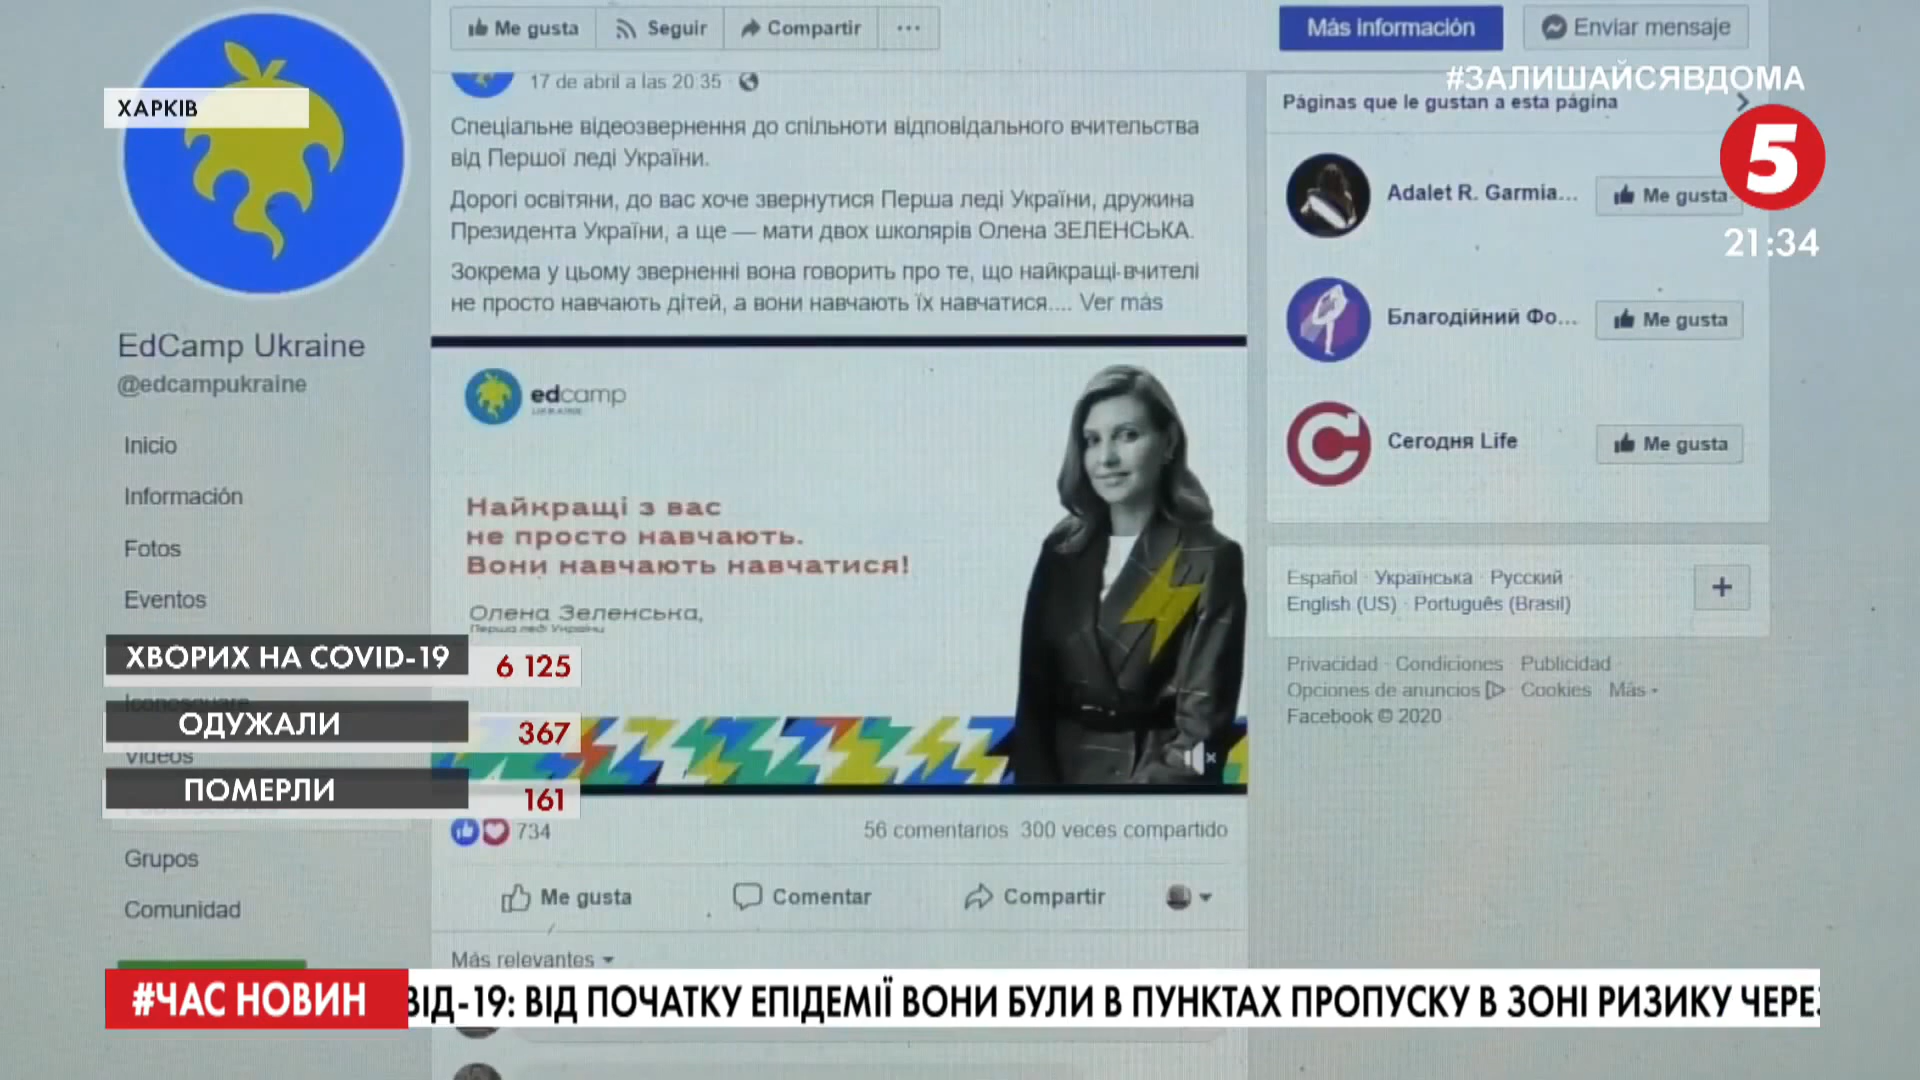 Me gusta
Seguir
Compartir
Más información
Enviar mensaje
#ЗАЛИШАЙСЯВДОМА
ХАРКІВ
17 de abril a las 20:35
Páginas que le gustan a esta página
5
21:34
Спеціальне відеозвернення до спільноти відповідального вчительства
від Першої леді України.
Дорогі освітяни, до вас хоче звернутися Перша леді України, дружина
Президента України, а ще — мати двох школярів Олена ЗЕЛЕНСЬКА.
Зокрема у цьому зверненні вона говорить про те, що найкращі-вчителі
не просто навчають дітей, а вони навчають їх навчатися.... Ver más
Adalet R. Garmia...
Me gusta
Благодійний Фо...
Me gusta
Сегодня Life
Me gusta
EdCamp Ukraine
@edcampukraine
Inicio
Información
Fotos
Eventos
Iconosquare
Videos
Grupos
Comunidad
edcamp
UKRAINE
Найкращі з вас
не просто навчають.
Вони навчають навчатися!
Олена Зеленська,
Перша леді України
Español · Українська · Русский ·
English (US) · Português (Brasil)
+
Privacidad · Condiciones · Publicidad ·
Opciones de anuncios · Cookies · Más
Facebook © 2020
ХВОРИХ НА COVID-19
6 125
ОДУЖАЛИ
367
ПОМЕРЛИ
161
734
56 comentarios 300 veces compartido
Me gusta
Comentar
Compartir
Más relevantes
#ЧАС НОВИН
ВІД-19: ВІД ПОЧАТКУ ЕПІДЕМІЇ ВОНИ БУЛИ В ПУНКТАХ ПРОПУСКУ В ЗОНІ РИЗИКУ ЧЕРЕ